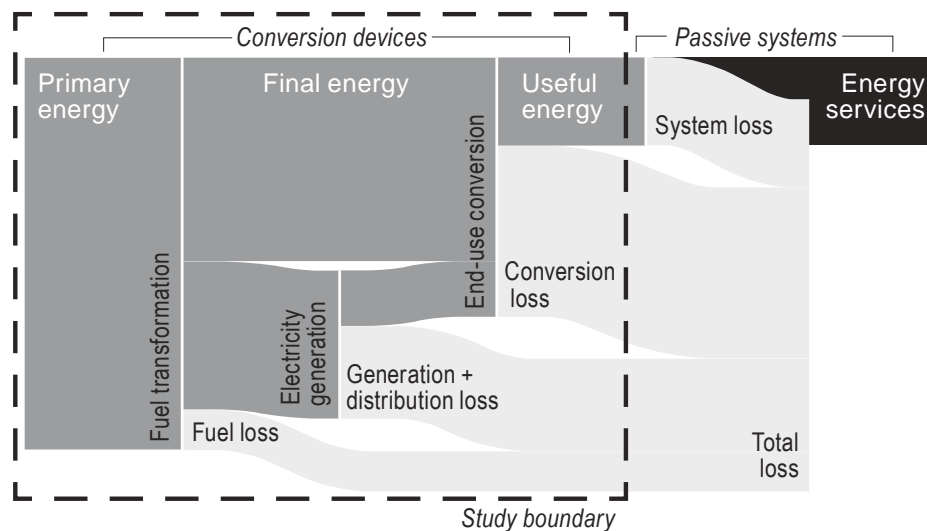 Conversion devices
Passive systems
Primary
energy
Final energy
Useful
energy
Energy
services
System loss
Fuel transformation
Electricity
generation
End-use conversion
Conversion
loss
Generation +
distribution loss
Fuel loss
Total
loss
Study boundary